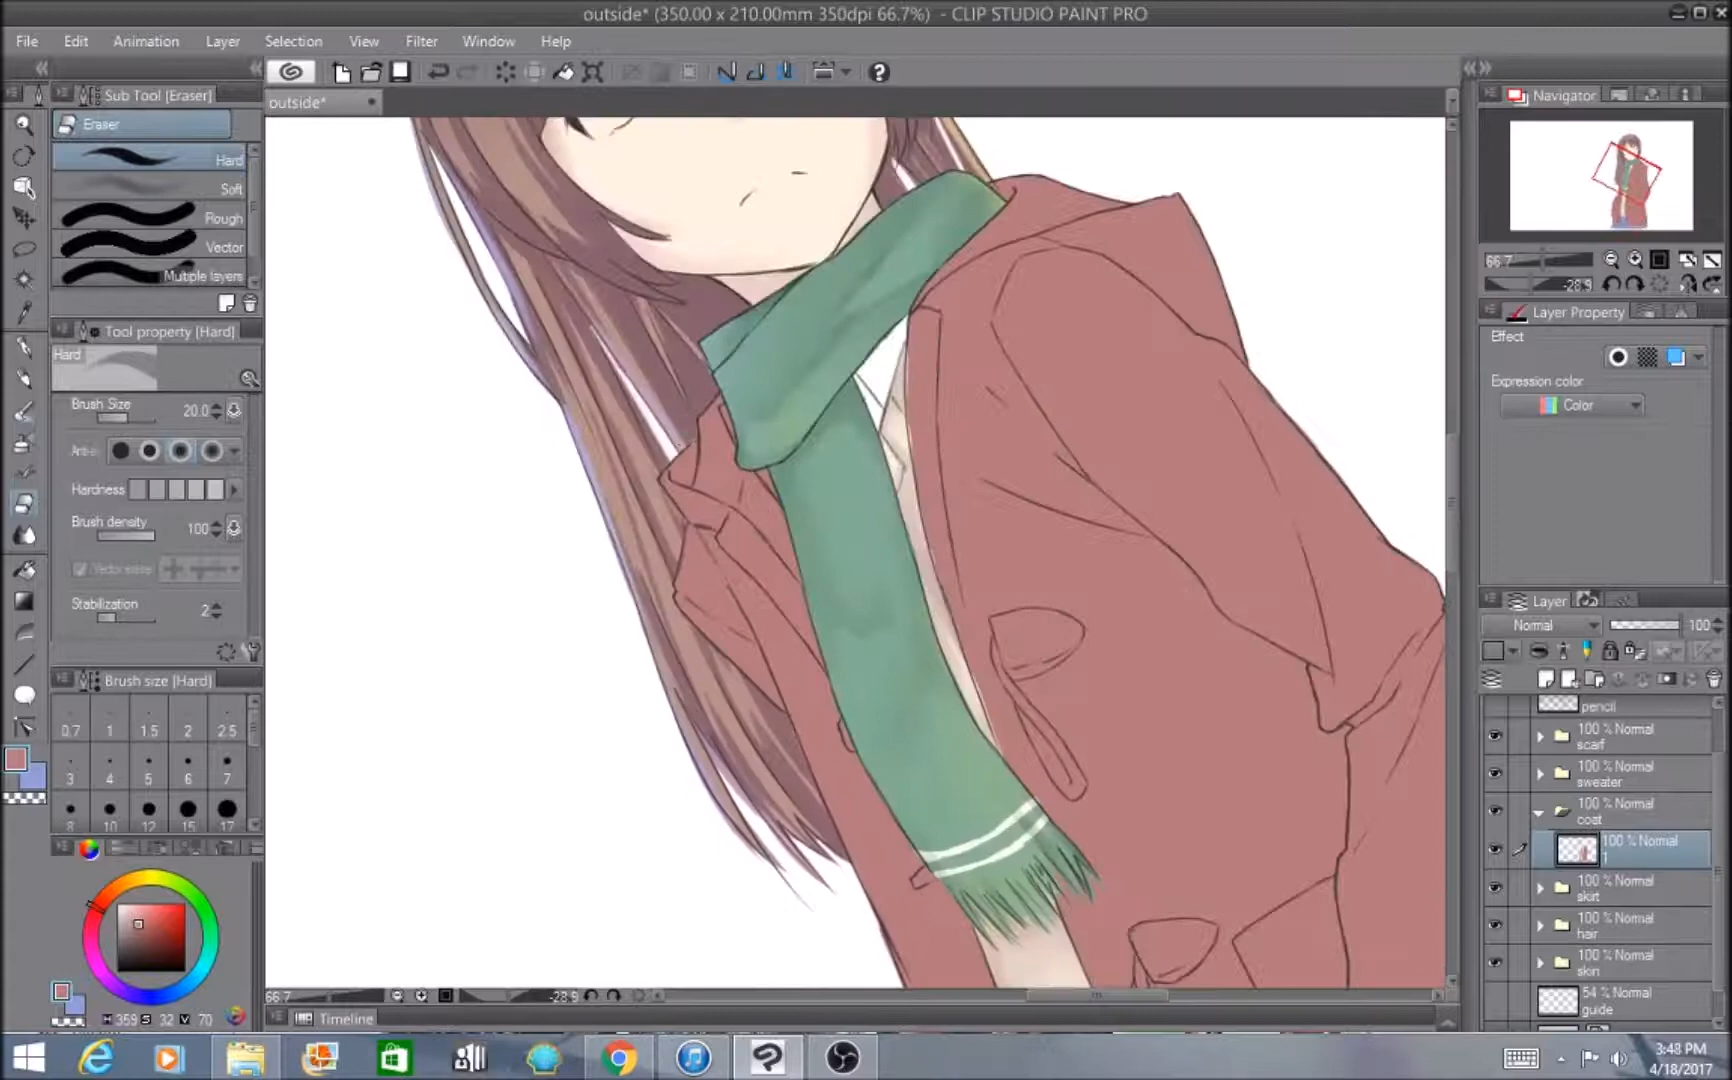 outside* (350.00 x 210.00mm 350dpi 66.7%) - CLIP STUDIO PAINT PRO
File Edit Animation Layer Selection View Filter Window Help
Sub Tool [Eraser]
outside*
Navigator
Eraser
Hard
Soft
Rough
Vector
Multiple layers
66.7
-28.9
Tool property [Hard]
Layer Property
Hard
Effect
Expression color
Brush Size 20.0
Color
Hardness
Brush density 100
Vector eraser
Stabilization 2
Layer
Normal 100
Brush size [Hard]
0.7 1 1.5 2 2.5
3 4 5 6 7
8 10 12 15 17
pencil
100 % Normal
scarf
100 % Normal
sweater
100 % Normal
coat
100 % Normal
1
100 % Normal
skirt
100 % Normal
hair
100 % Normal
skin
54 % Normal
guide
66.7 -28.9
H 359 S 32 V 70
Timeline
3:48 PM
4/18/2017